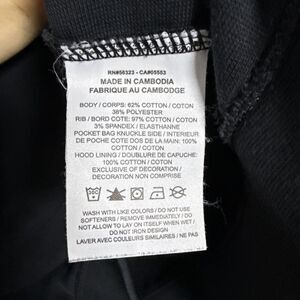 RN#56323 - CA#05553
MADE IN CAMBODIA
FABRIQUE AU CAMBODGE
BODY / CORPS: 62% COTTON / COTON
38% POLYESTER
RIB / BORD COTE: 97% COTTON / COTON
3% SPANDEX / ELASTHANNE
POCKET BAG KNUCKLE SIDE / INTERIEUR
DE POCHE COTE DOS DE LA MAIN: 100%
COTTON / COTON
HOOD LINING / DOUBLURE DE CAPUCHE:
100% COTTON / COTON
EXCLUSIVE OF DECORATION /
DECORATION NON COMPRISE
WASH WITH LIKE COLORS / DO NOT USE
SOFTENERS / REMOVE IMMEDIATELY / DO
NOT ALLOW TO LAY ON ITSELF WHEN WET / DO
NOT IRON DESIGN
LAVER AVEC COULEURS SIMILAIRES / NE PAS